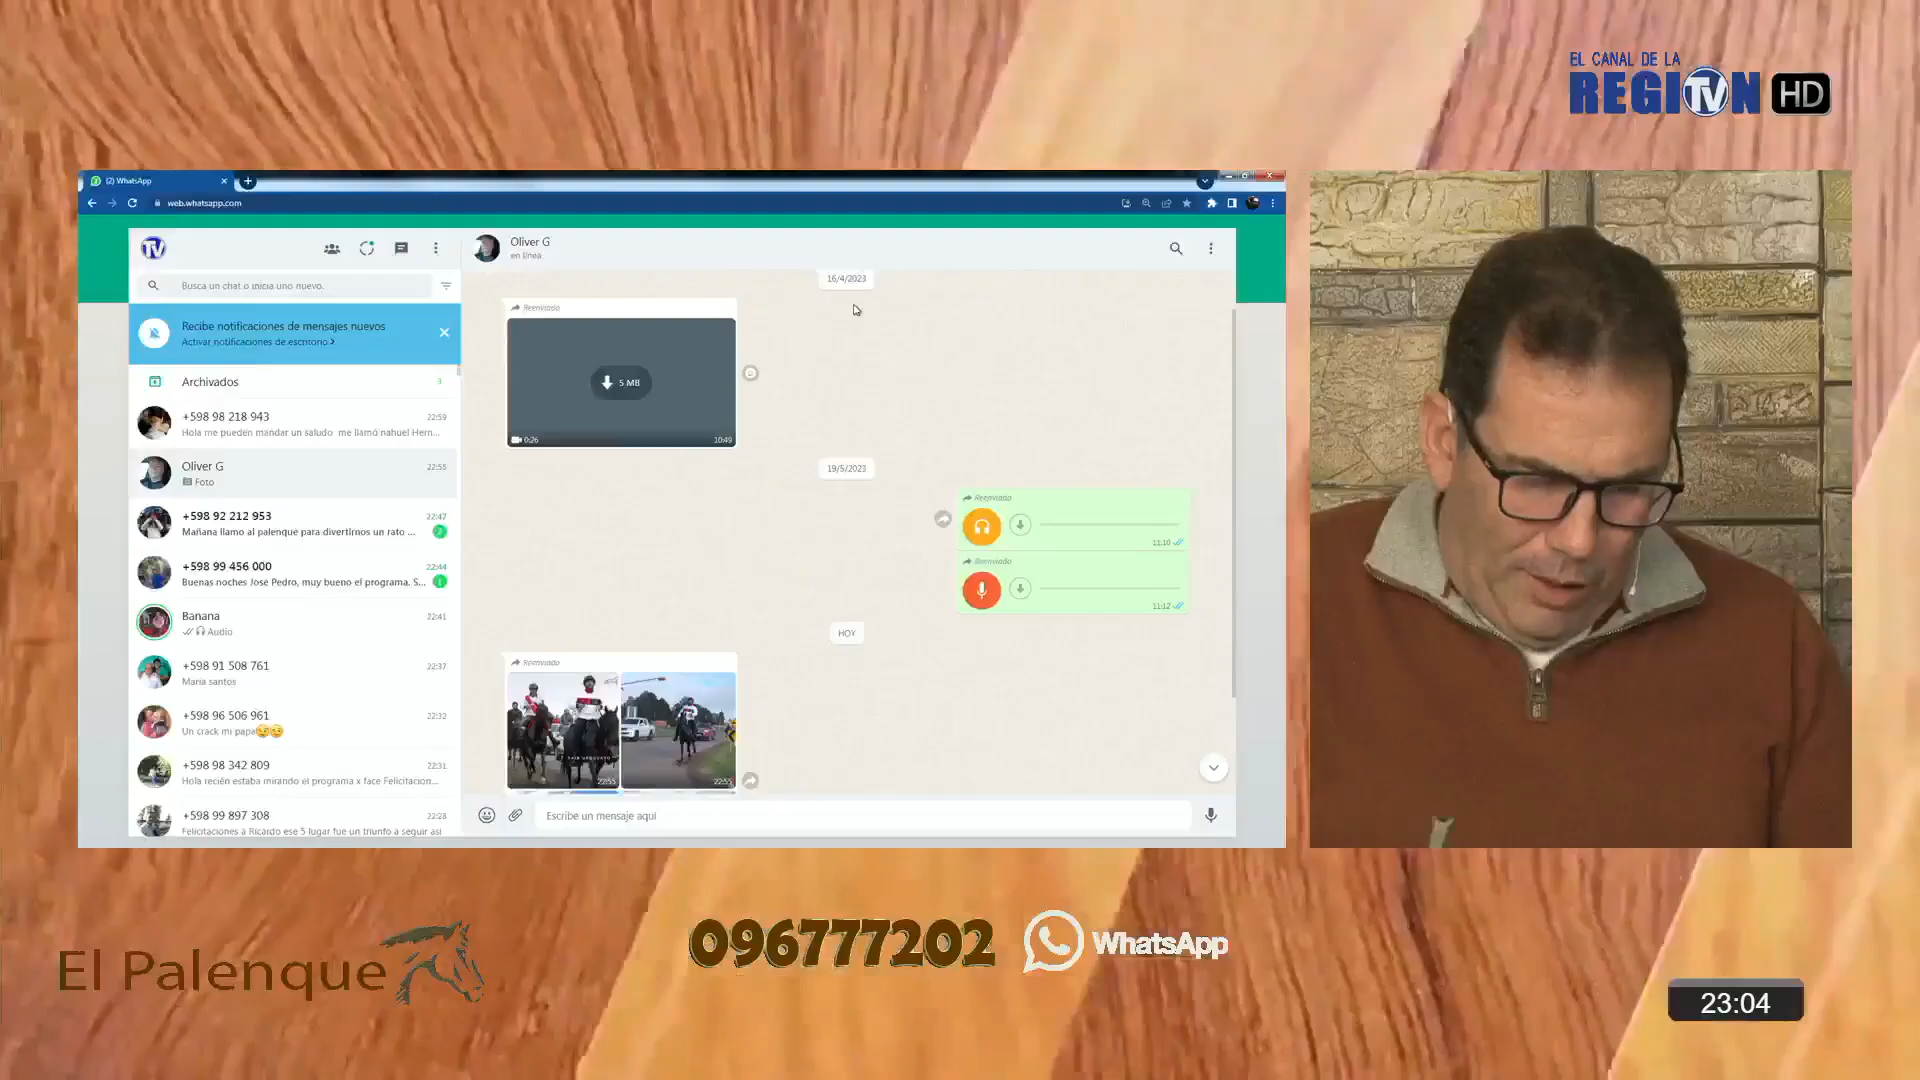 EL CANAL DE LA
REGITVN HD
(2) WhatsApp
web.whatsapp.com
TV
Oliver G
en línea
Busca un chat o inicia uno nuevo.
Recibe notificaciones de mensajes nuevos
Activar notificaciones de escritorio >
Archivados 3
+598 98 218 943 22:59
Hola me pueden mandar un saludo me llamó nahuel Hern...
Oliver G 22:55
Foto
+598 92 212 953 22:47
Mañana llamo al palenque para divertirnos un rato ... 2
+598 99 456 000 22:44
Buenas noches Jose Pedro, muy bueno el programa. S... 1
Banana 22:41
Audio
+598 91 508 761 22:37
Maria santos
+598 96 506 961 22:32
Un crack mi papa😔😔
+598 98 342 809 22:31
Hola recién estaba mirando el programa x face Felicitacion...
+598 99 897 308 22:28
Felicitaciones a Ricardo ese 5 lugar fue un triunfo a seguir así
16/4/2023
Reenviado
5 MB
0:26 10:49
19/5/2023
Reenviado
11:10
Reenviado
11:12
HOY
Reenviado
22:55 22:55
Escribe un mensaje aquí
El Palenque
096777202 WhatsApp
23:04